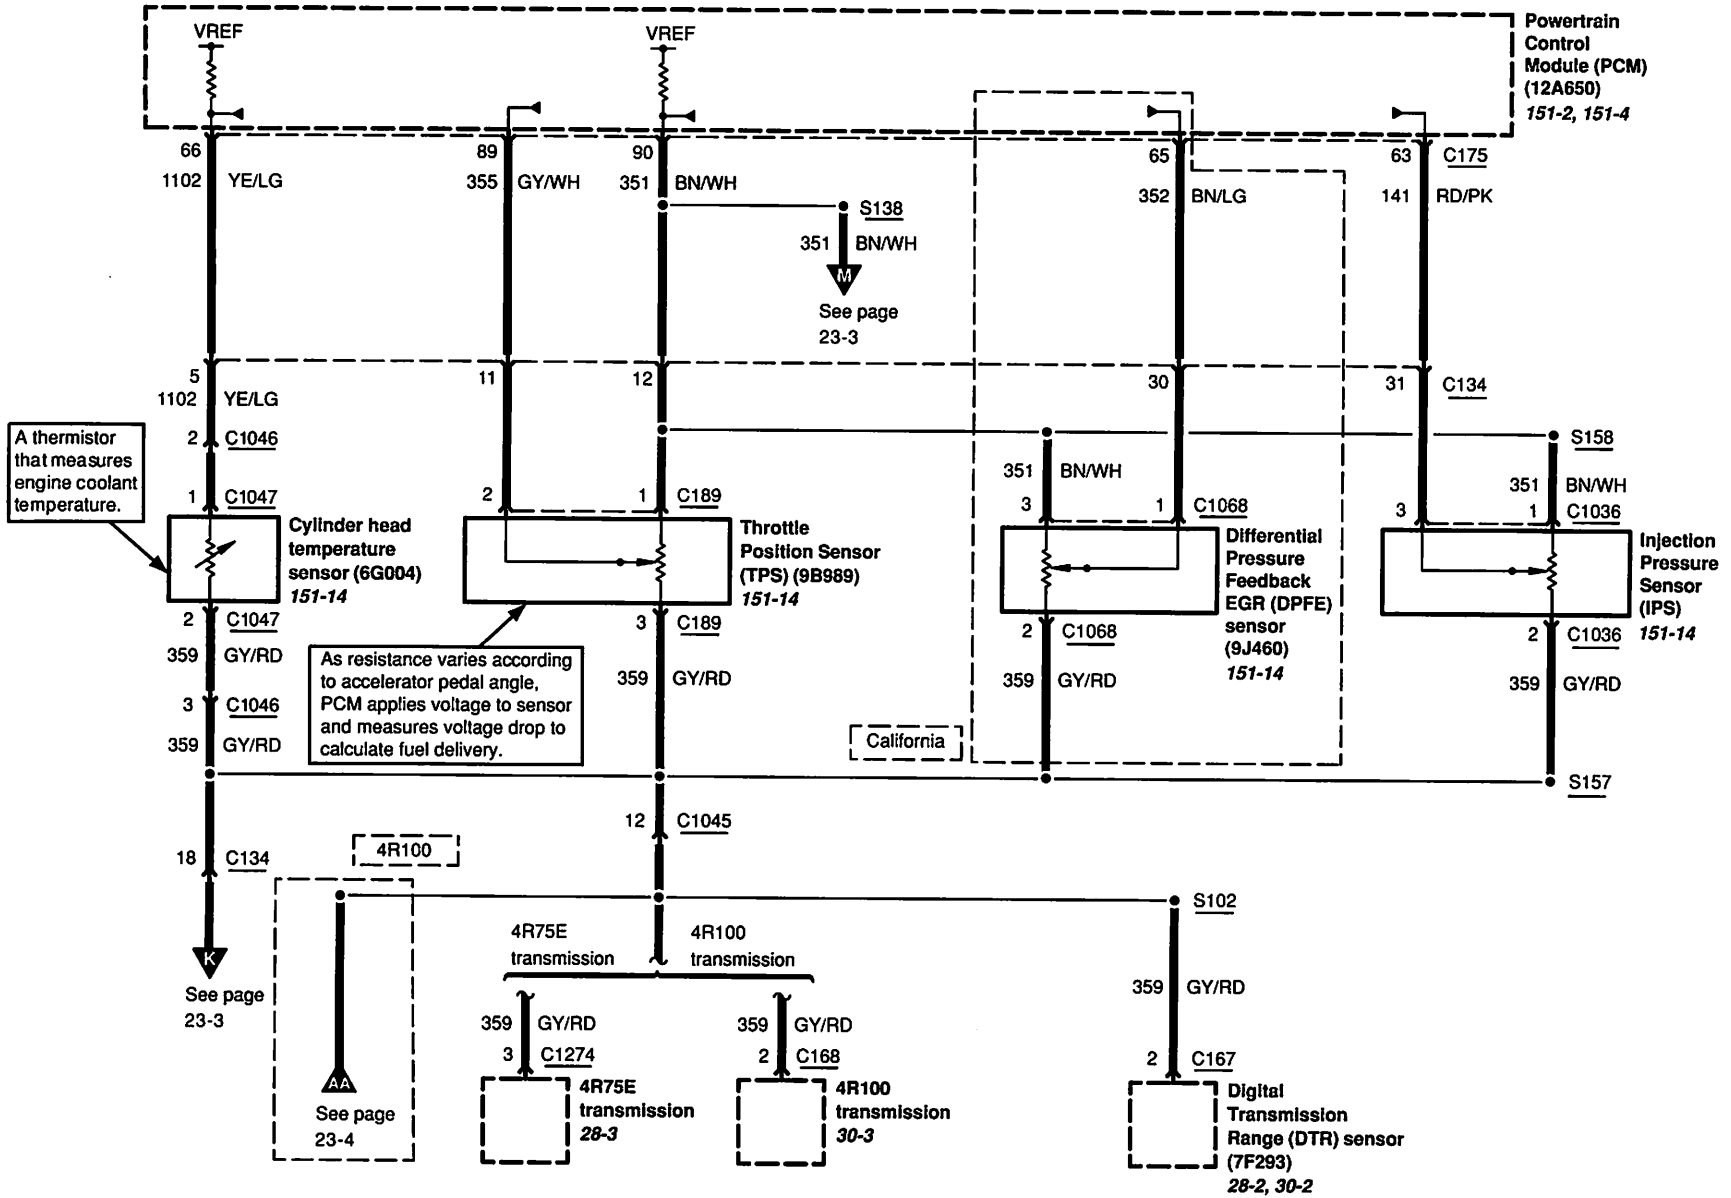 VREF
VREF
Powertrain
Control
Module (PCM)
(12A650)
151-2, 151-4
66
89
90
65
63
C175
1102 YE/LG
355 GY/WH
351 BN/WH
352 BN/LG
141 RD/PK
S138
351 BN/WH
M
See page
23-3
5
11
12
30
31
C134
1102 YE/LG
2 C1046
1 C1047
A thermistor
that measures
engine coolant
temperature.
S158
351 BN/WH
351 BN/WH
2
1 C189
3
1 C1068
3
1 C1036
Cylinder head
temperature
sensor (6G004)
151-14
Throttle
Position Sensor
(TPS) (9B989)
151-14
Differential
Pressure
Feedback
EGR (DPFE)
sensor
(9J460)
151-14
Injection
Pressure
Sensor
(IPS)
151-14
2 C1047
3 C189
2 C1068
2 C1036
359 GY/RD
359 GY/RD
359 GY/RD
359 GY/RD
3 C1046
359 GY/RD
As resistance varies according
to accelerator pedal angle,
PCM applies voltage to sensor
and measures voltage drop to
calculate fuel delivery.
California
S157
12 C1045
18 C134
4R100
S102
K
See page
23-3
AA
See page
23-4
4R75E
transmission
4R100
transmission
359 GY/RD
359 GY/RD
359 GY/RD
3 C1274
2 C168
2 C167
4R75E
transmission
28-3
4R100
transmission
30-3
Digital
Transmission
Range (DTR) sensor
(7F293)
28-2, 30-2